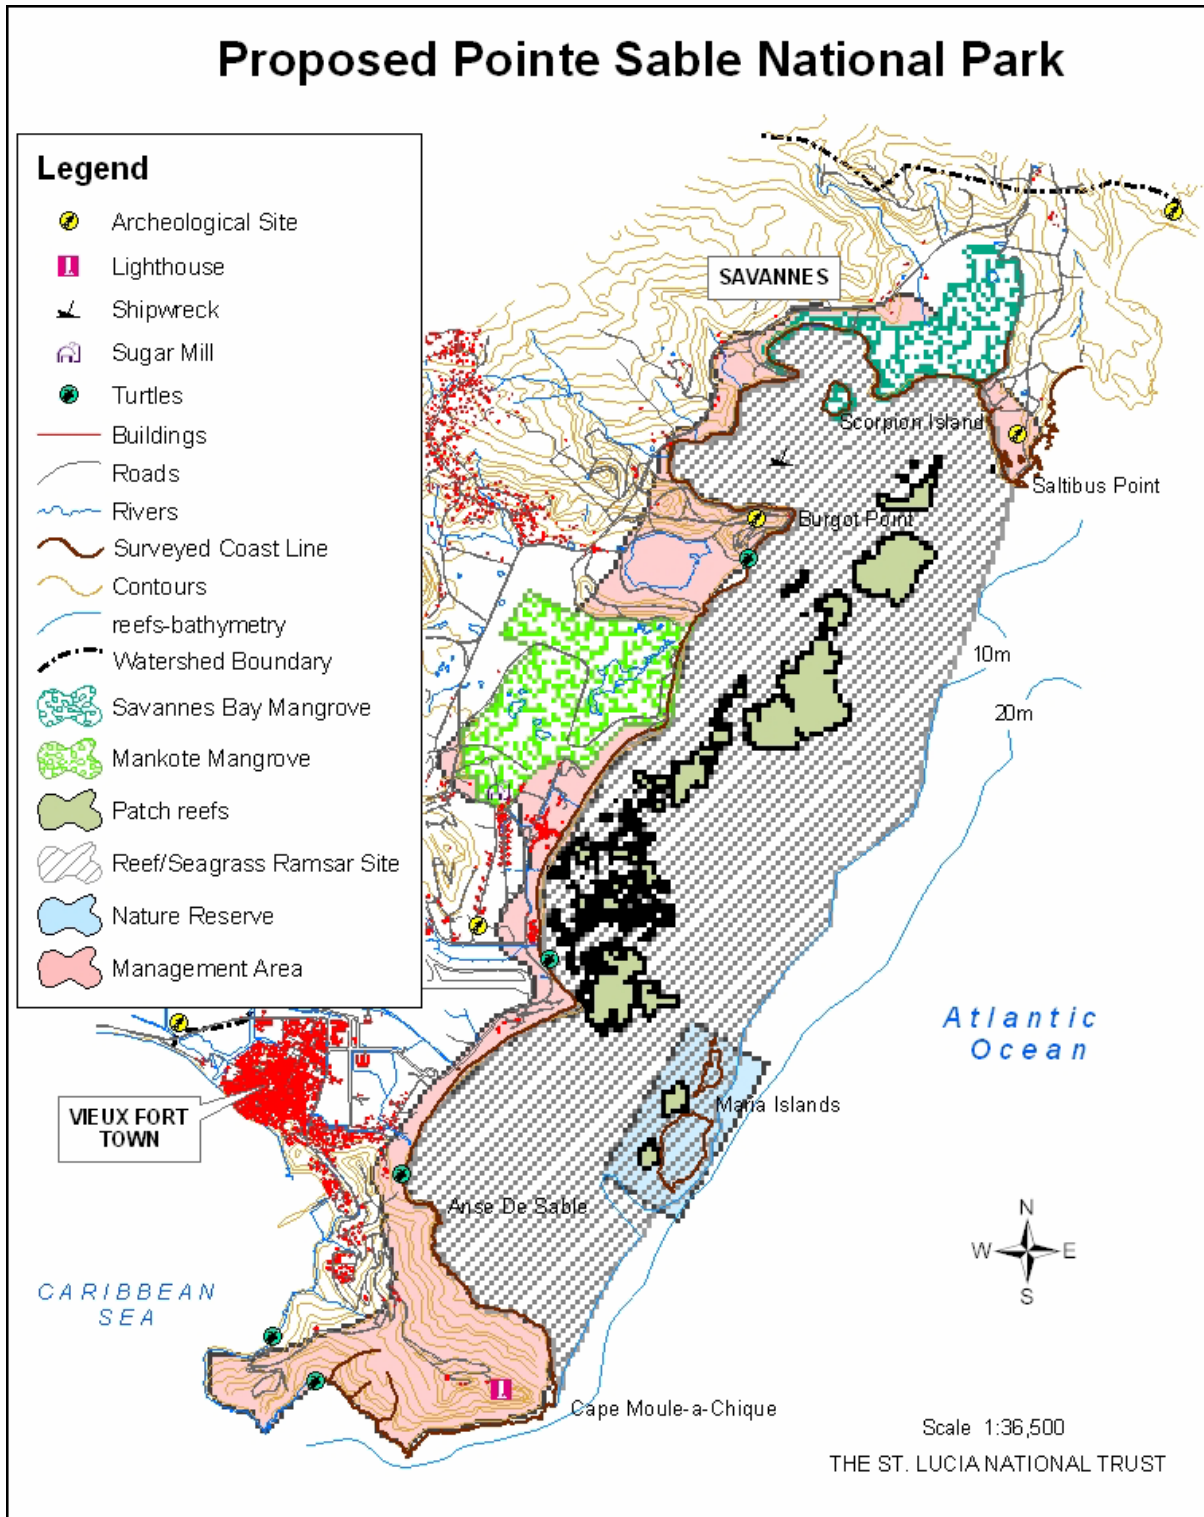 Proposed Pointe Sable National Park
Legend
Archeological Site
Lighthouse
Shipwreck
Sugar Mill
Turtles
Buildings
Roads
Rivers
Surveyed Coast Line
Contours
reefs-bathymetry
Watershed Boundary
Savannes Bay Mangrove
Mankote Mangrove
Patch reefs
Reef/Seagrass Ramsar Site
Nature Reserve
Management Area
SAVANNES
Scorpion Island
Saltibus Point
Burgot Point
10m
20m
Atlantic
Ocean
Maria Islands
VIEUX FORT
TOWN
Anse De Sable
CARIBBEAN
SEA
N
W
E
S
Cape Moule-a-Chique
Scale 1:36,500
THE ST. LUCIA NATIONAL TRUST